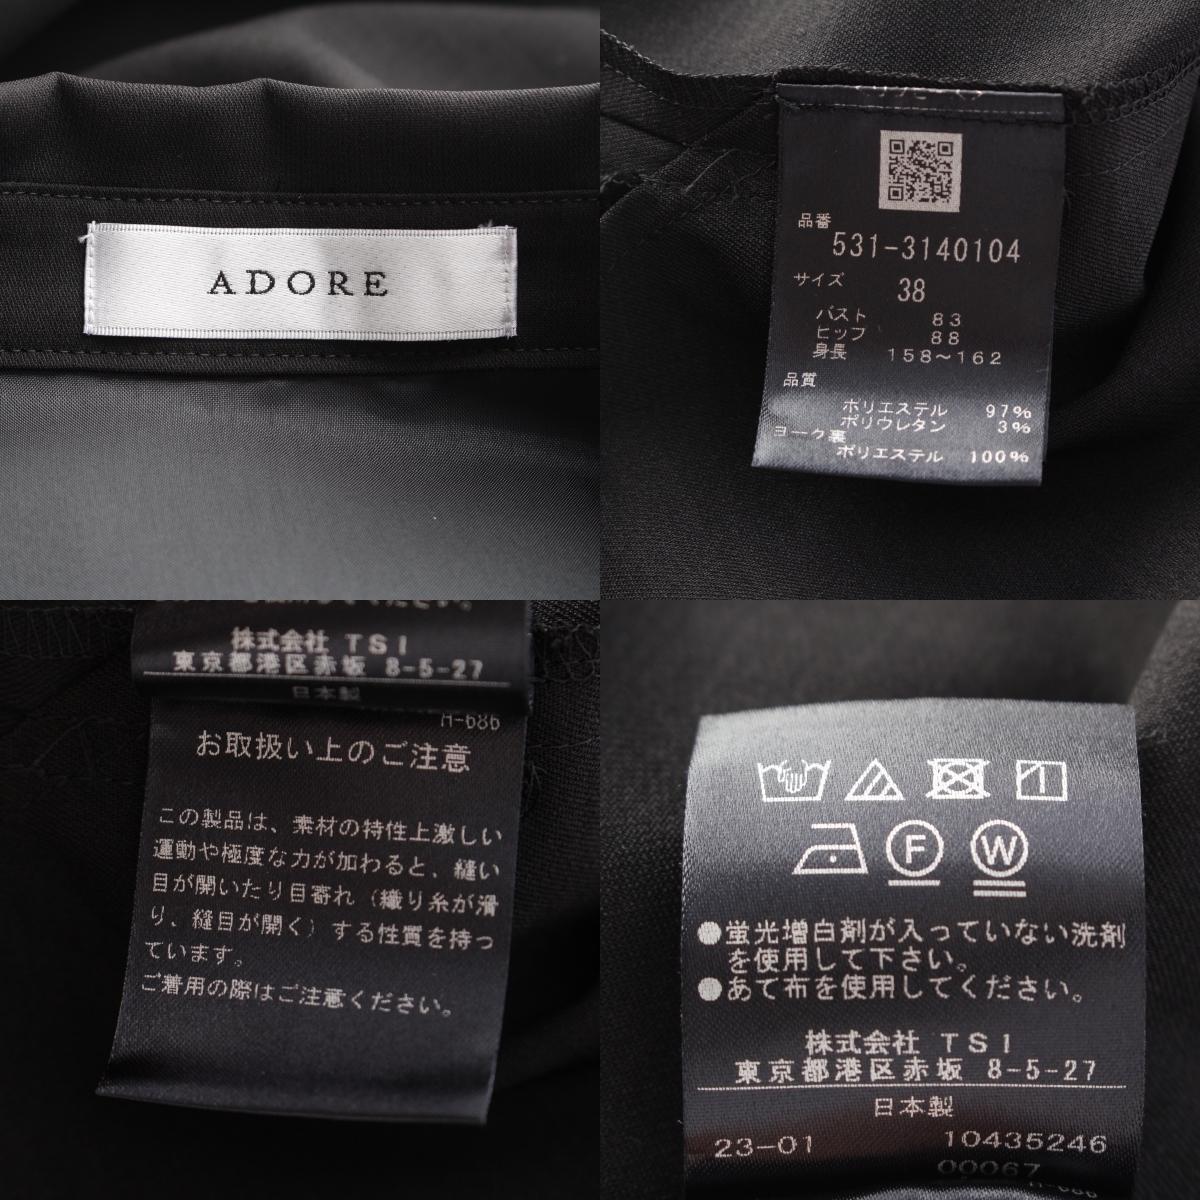 ADORE
品番
531-3140104
サイズ
38
バスト 83
ヒップ 88
身長 158~162
品質
ポリエステル 97%
ポリウレタン 3%
ヨーク裏
ポリエステル 100%
株式会社 TSI
東京都港区赤坂 8-5-27
日本製
H-686
お取扱い上のご注意
この製品は、素材の特性上激しい
運動や極度な力が加わると、縫い
目が開いたり目寄れ(織り糸が滑
り、縫目が開く)する性質を持っ
ています。
ご着用の際はご注意ください。
F W
●蛍光増白剤が入っていない洗剤
を使用して下さい。
●あて布を使用してください。
株式会社 TSI
東京都港区赤坂 8-5-27
日本製
23-01 10435246
00067
H-686